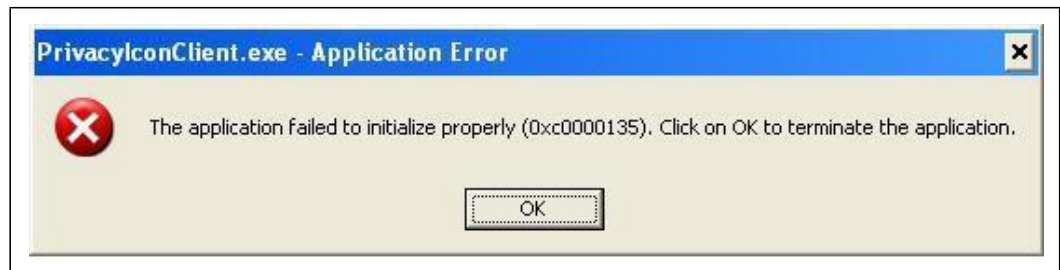 PrivacyIconClient.exe - Application Error
The application failed to initialize properly (0xc0000135). Click on OK to terminate the application.
OK